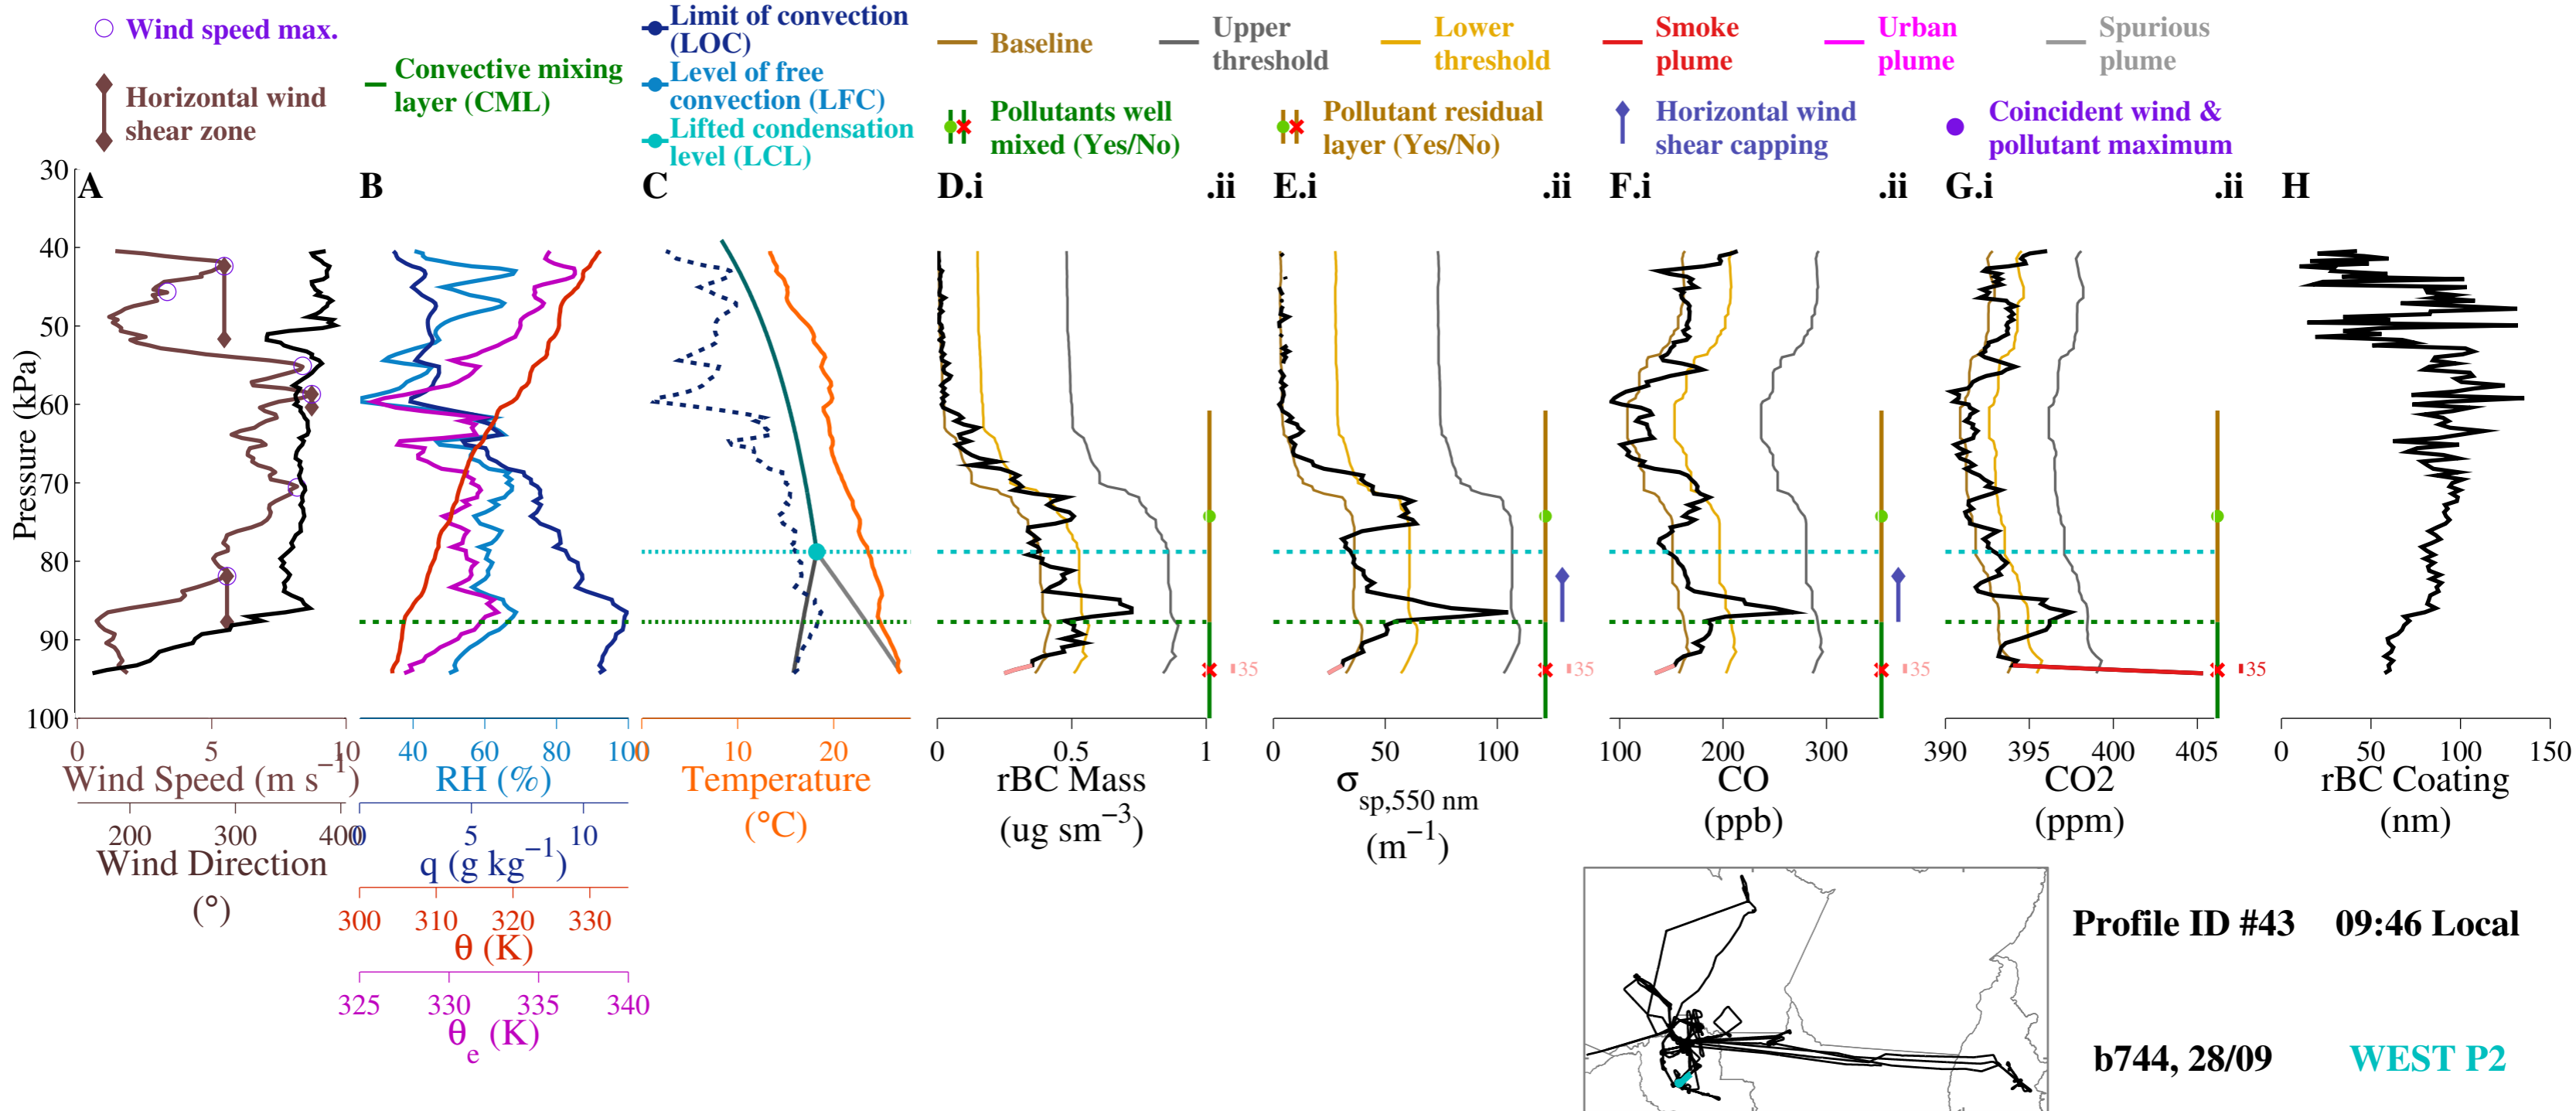 Wind speed max.
Horizontal wind
shear zone
Convective mixing
layer (CML)
Limit of convection
(LOC)
Level of free
convection (LFC)
Lifted condensation
level (LCL)
Baseline
Upper
threshold
Lower
threshold
Smoke
plume
Urban
plume
Spurious
plume
Pollutants well
mixed (Yes/No)
Pollutant residual
layer (Yes/No)
Horizontal wind
shear capping
Coincident wind &
pollutant maximum
A B C D.i .ii E.i .ii F.i .ii G.i .ii H
30
40
50
60
70
80
90
100
Pressure (kPa)
35 35 35 35
0 5 10
Wind Speed (m s−1)
200 300 400
Wind Direction
(°)
40 60 80 100
RH (%)
0 5 10
q (g kg−1)
300 310 320 330
θ (K)
325 330 335 340
θe (K)
0 10 20
Temperature
(°C)
0 0.5 1
rBC Mass
(ug sm−3)
0 50 100
σsp,550 nm
(m−1)
100 200 300
CO
(ppb)
390 395 400 405
CO2
(ppm)
0 50 100 150
rBC Coating
(nm)
Profile ID #43 09:46 Local
b744, 28/09 WEST P2